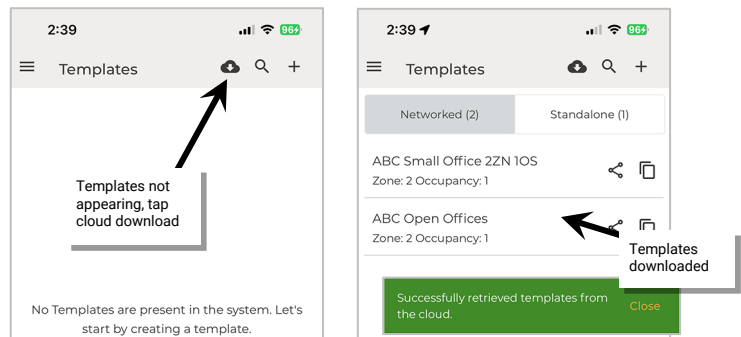 2:39
96
Templates
Templates not
appearing, tap
cloud download
No Templates are present in the system. Let's
start by creating a template.
2:39
96
Templates
Networked (2)
Standalone (1)
ABC Small Office 2ZN 1OS
Zone: 2 Occupancy: 1
ABC Open Offices
Zone: 2 Occupancy: 1
Templates
downloaded
Successfully retrieved templates from
the cloud.
Close